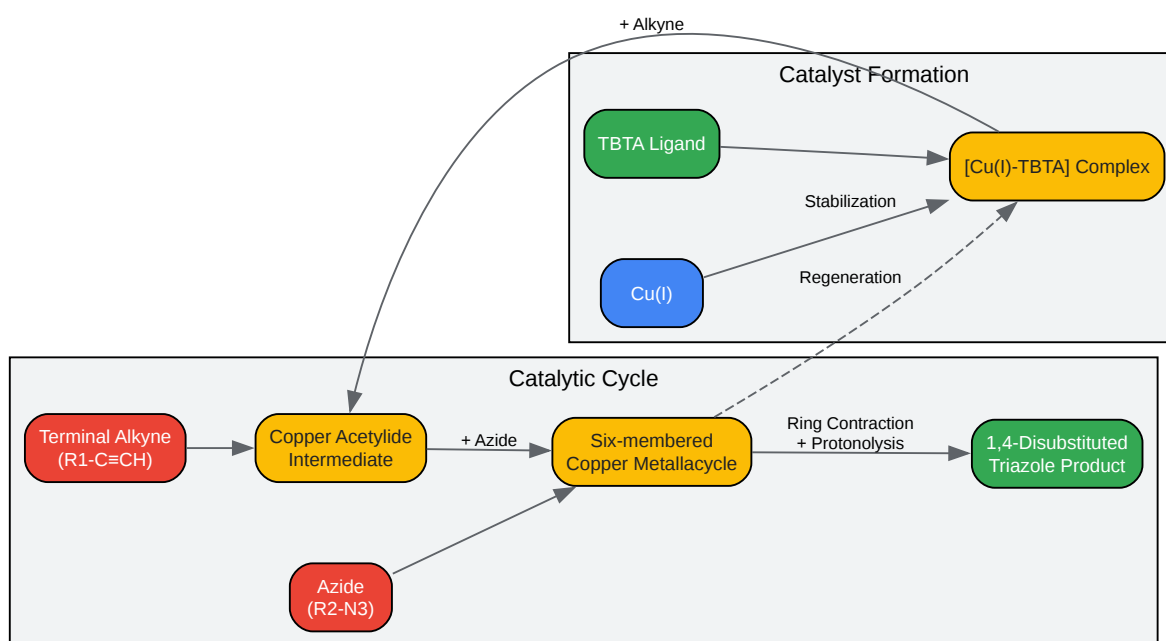 + Alkyne
Catalyst Formation
TBTA Ligand
[Cu(I)-TBTA] Complex
Stabilization
Cu(I)
Regeneration
Catalytic Cycle
Terminal Alkyne
(R1-C≡CH)
Copper Acetylide
Intermediate
+ Azide
Six-membered
Copper Metallacycle
Ring Contraction
+ Protonolysis
1,4-Disubstituted
Triazole Product
Azide
(R2-N3)